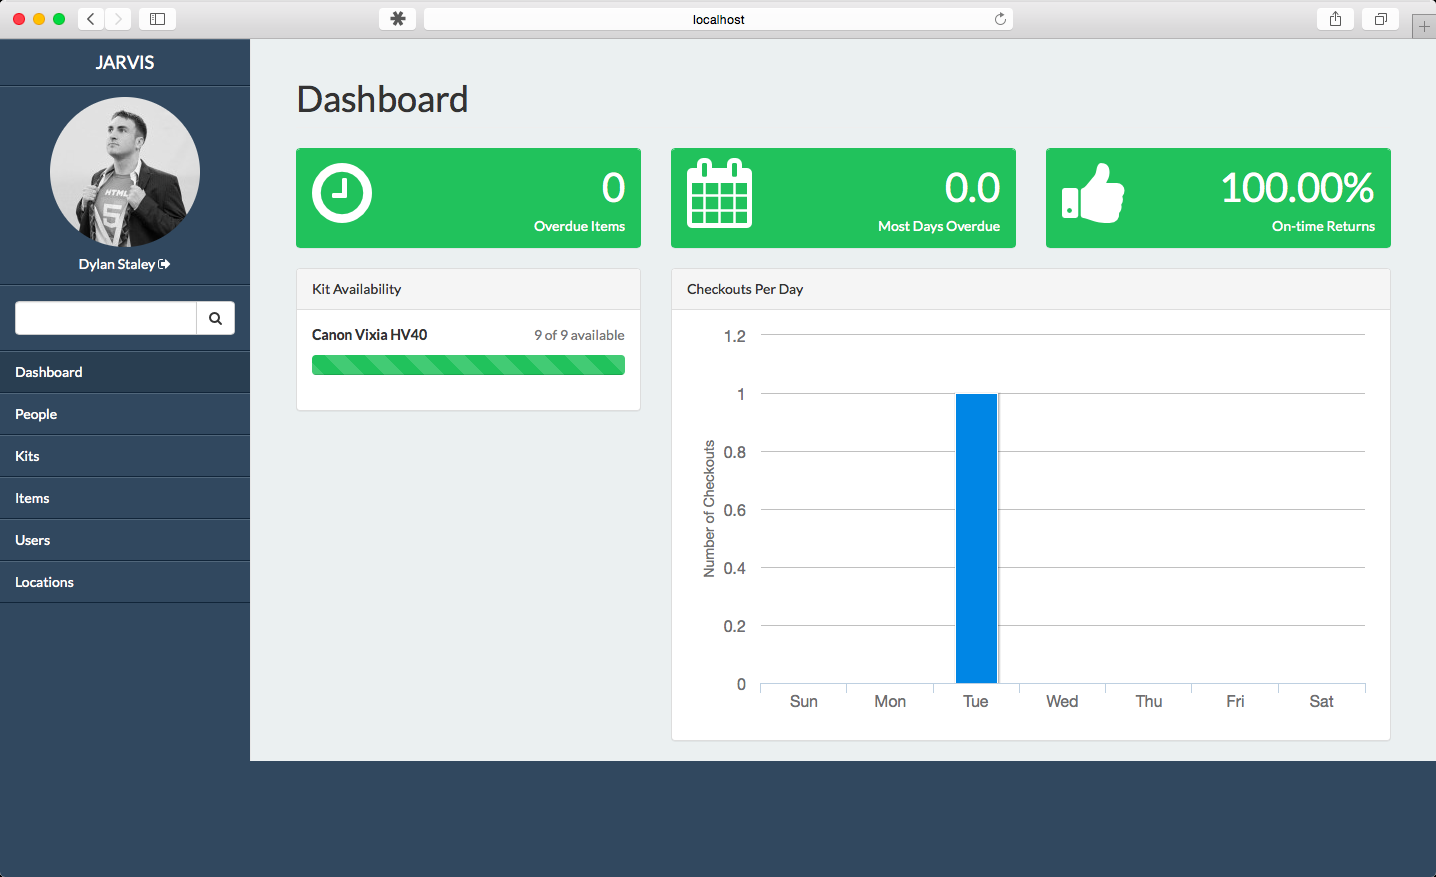 localhost
JARVIS
HTML
5
Dylan Staley
Dashboard
People
Kits
Items
Users
Locations
Dashboard
0
Overdue Items
0.0
Most Days Overdue
100.00%
On-time Returns
Kit Availability
Canon Vixia HV40 9 of 9 available
Checkouts Per Day
Number of Checkouts
1.2
1
0.8
0.6
0.4
0.2
0
Sun Mon Tue Wed Thu Fri Sat